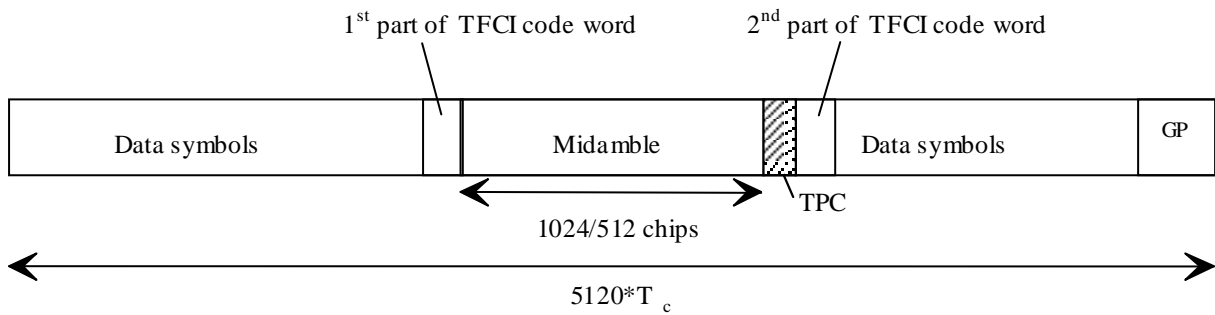 1st part of TFCI code word
2nd part of TFCI code word
Data symbols
Midamble
Data symbols
GP
TPC
1024/512 chips
5120*T c